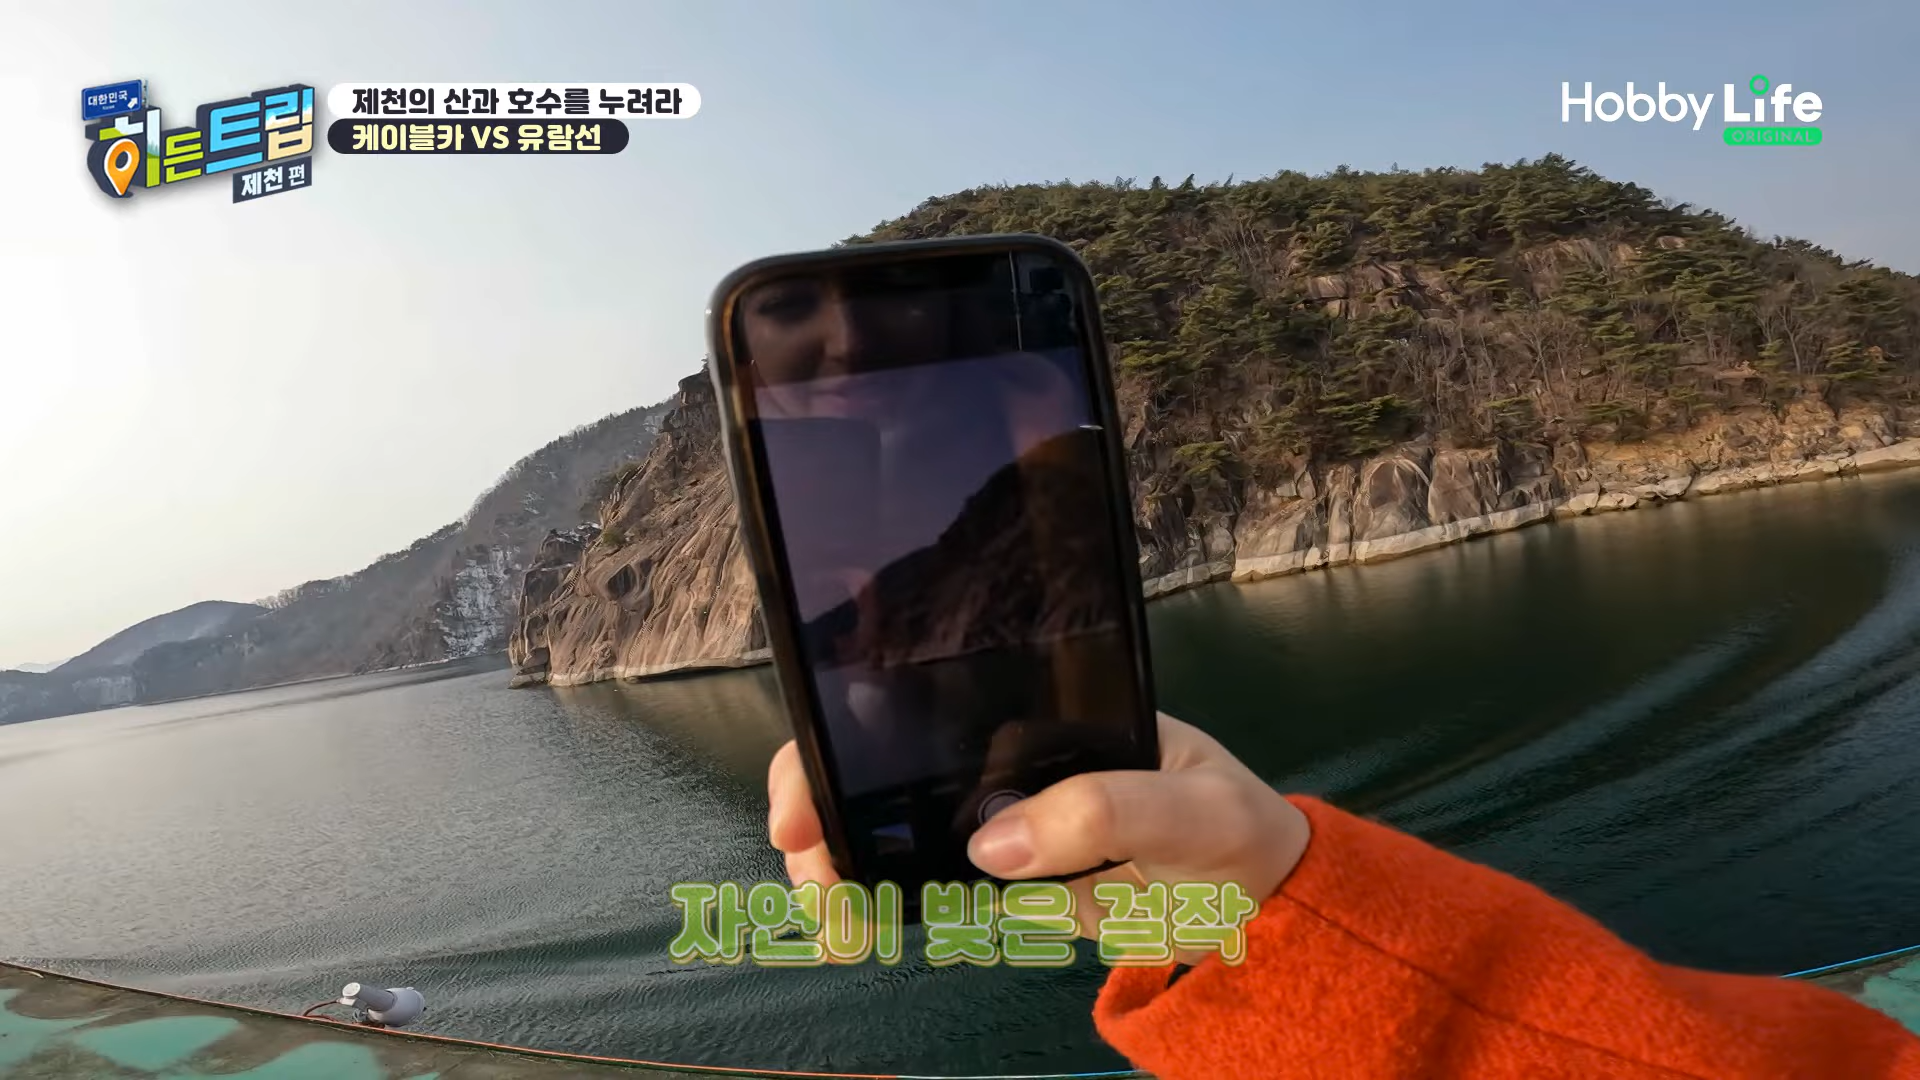 대한민국
히든트립
제천 편
제천의 산과 호수를 누려라
케이블카 VS 유람선
Hobby Life
ORIGINAL
자연이 빚은 걸작